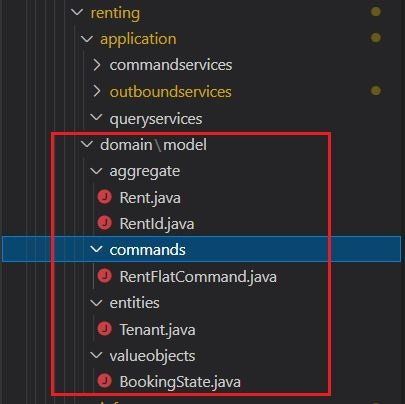 renting
application
commandservices
outboundservices
queryservices
domain\model
aggregate
J Rent.java
J RentId.java
commands
J RentFlatCommand.java
entities
J Tenant.java
valueobjects
J BookingState.java